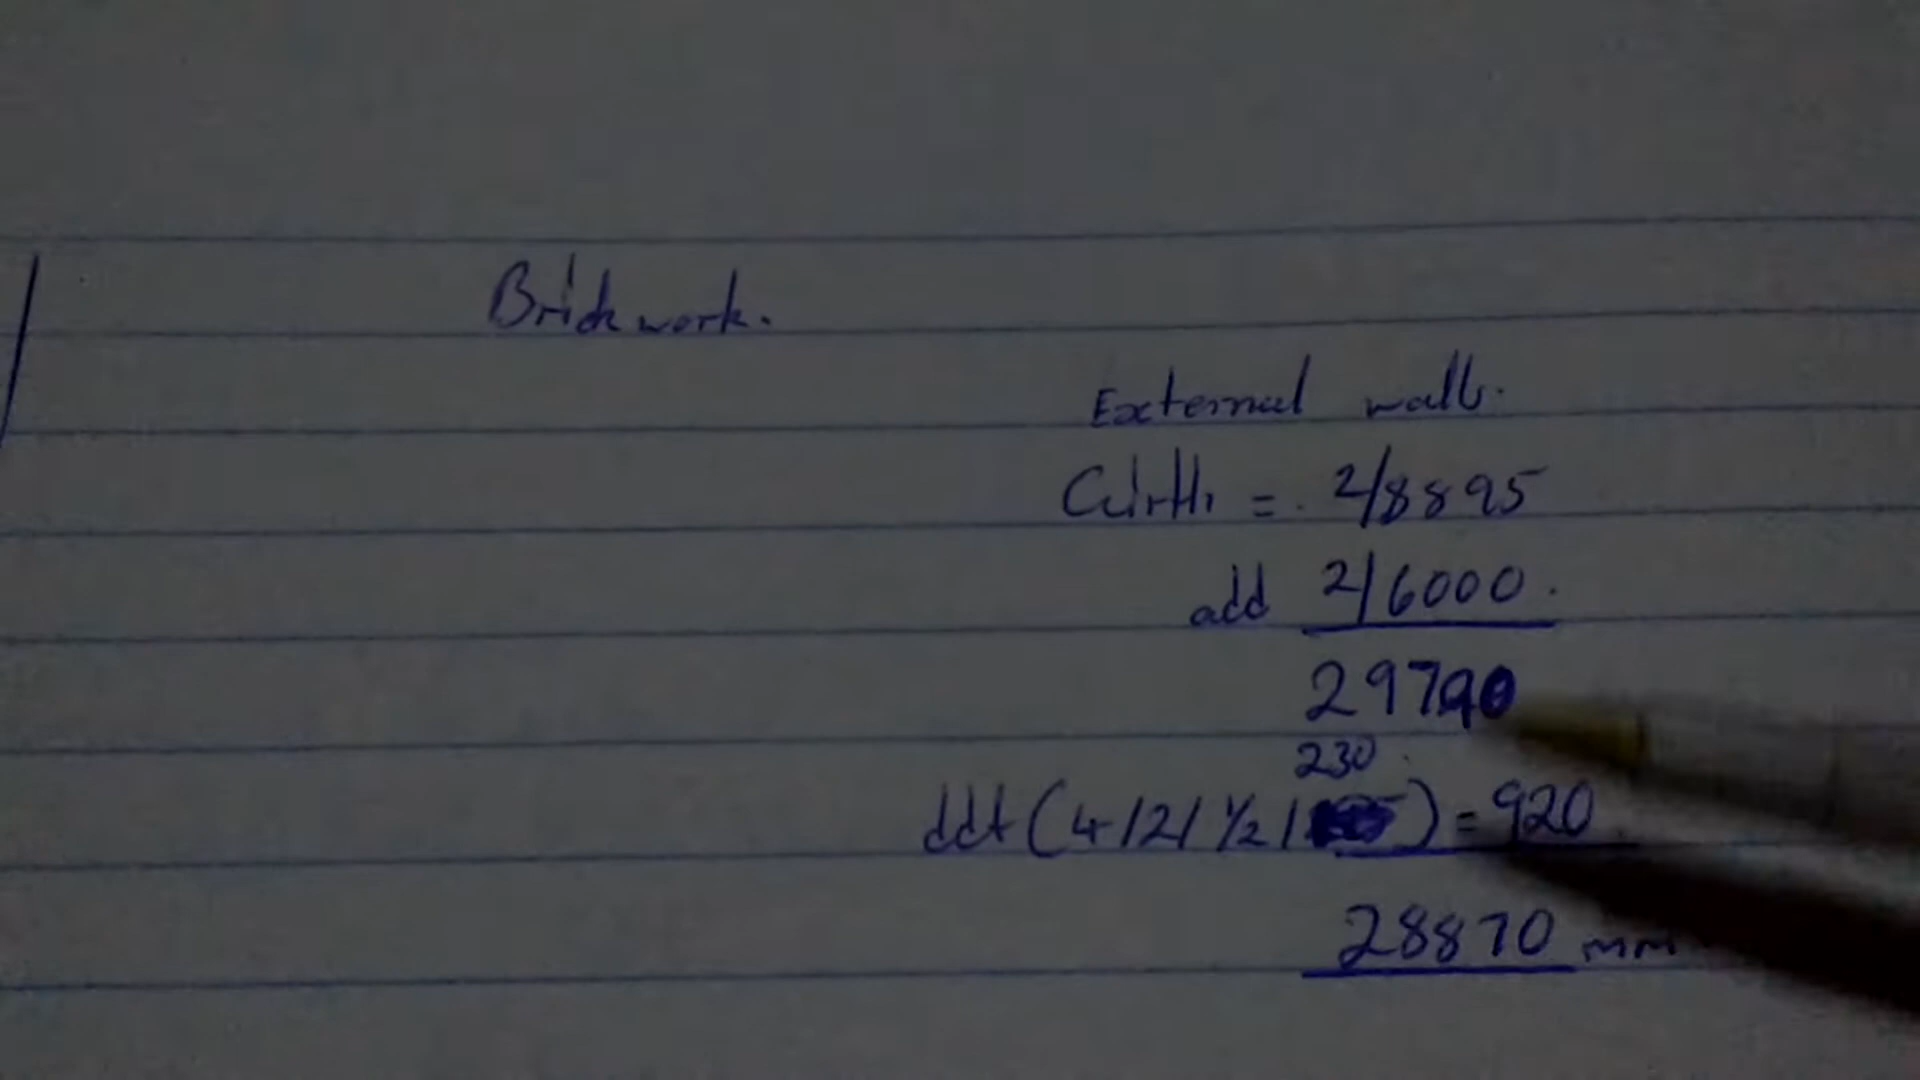 Brickwork.
External walls.
Girth = 2/8895
add 2/6000.
29790
230
ddt (4/2/½/ ) = 920
28870 mm